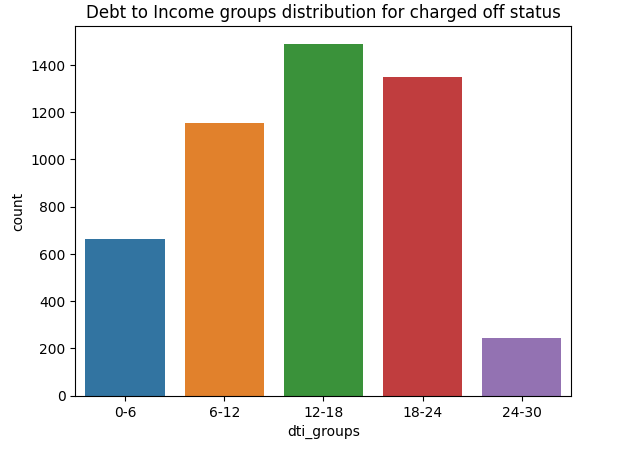 Debt to Income groups distribution for charged off status
1400
1200
1000
800
600
400
200
0
count
0-6 6-12 12-18 18-24 24-30
dti_groups